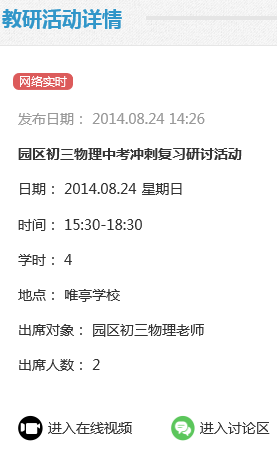 教研活动详情
网络实时
发布日期： 2014.08.24 14:26
园区初三物理中考冲刺复习研讨活动
日期： 2014.08.24 星期日
时间： 15:30-18:30
学时： 4
地点： 唯亭学校
出席对象： 园区初三物理老师
出席人数： 2
进入在线视频 进入讨论区